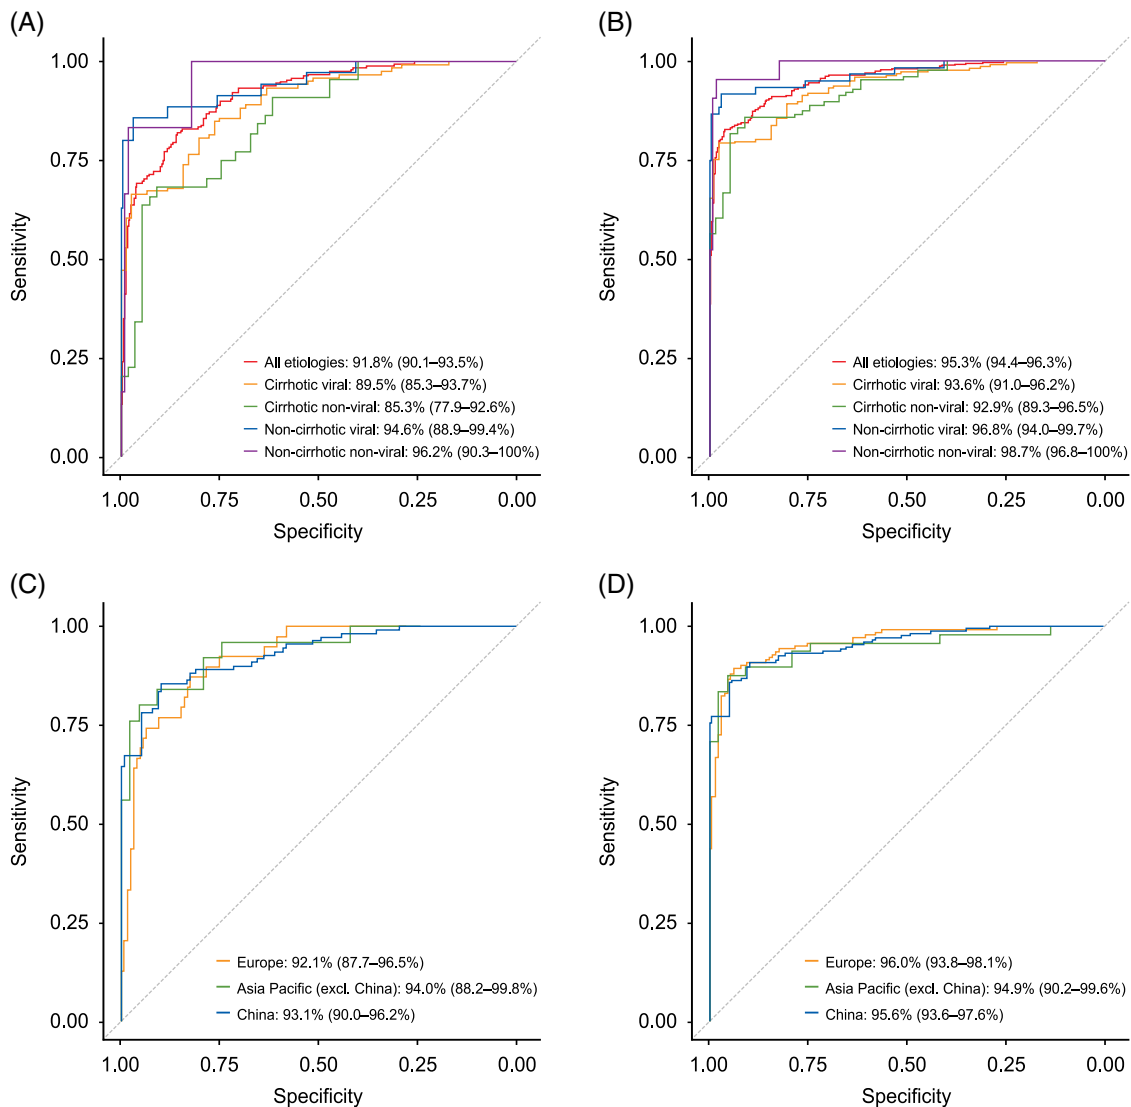 (A)
1.00
0.75
0.50
0.25
0.00
Sensitivity
All etiologies: 91.8% (90.1–93.5%)
Cirrhotic viral: 89.5% (85.3–93.7%)
Cirrhotic non-viral: 85.3% (77.9–92.6%)
Non-cirrhotic viral: 94.6% (88.9–99.4%)
Non-cirrhotic non-viral: 96.2% (90.3–100%)
1.00 0.75 0.50 0.25 0.00
Specificity
(B)
1.00
0.75
0.50
0.25
0.00
Sensitivity
All etiologies: 95.3% (94.4–96.3%)
Cirrhotic viral: 93.6% (91.0–96.2%)
Cirrhotic non-viral: 92.9% (89.3–96.5%)
Non-cirrhotic viral: 96.8% (94.0–99.7%)
Non-cirrhotic non-viral: 98.7% (96.8–100%)
1.00 0.75 0.50 0.25 0.00
Specificity
(C)
1.00
0.75
0.50
0.25
0.00
Sensitivity
Europe: 92.1% (87.7–96.5%)
Asia Pacific (excl. China): 94.0% (88.2–99.8%)
China: 93.1% (90.0–96.2%)
1.00 0.75 0.50 0.25 0.00
Specificity
(D)
1.00
0.75
0.50
0.25
0.00
Sensitivity
Europe: 96.0% (93.8–98.1%)
Asia Pacific (excl. China): 94.9% (90.2–99.6%)
China: 95.6% (93.6–97.6%)
1.00 0.75 0.50 0.25 0.00
Specificity